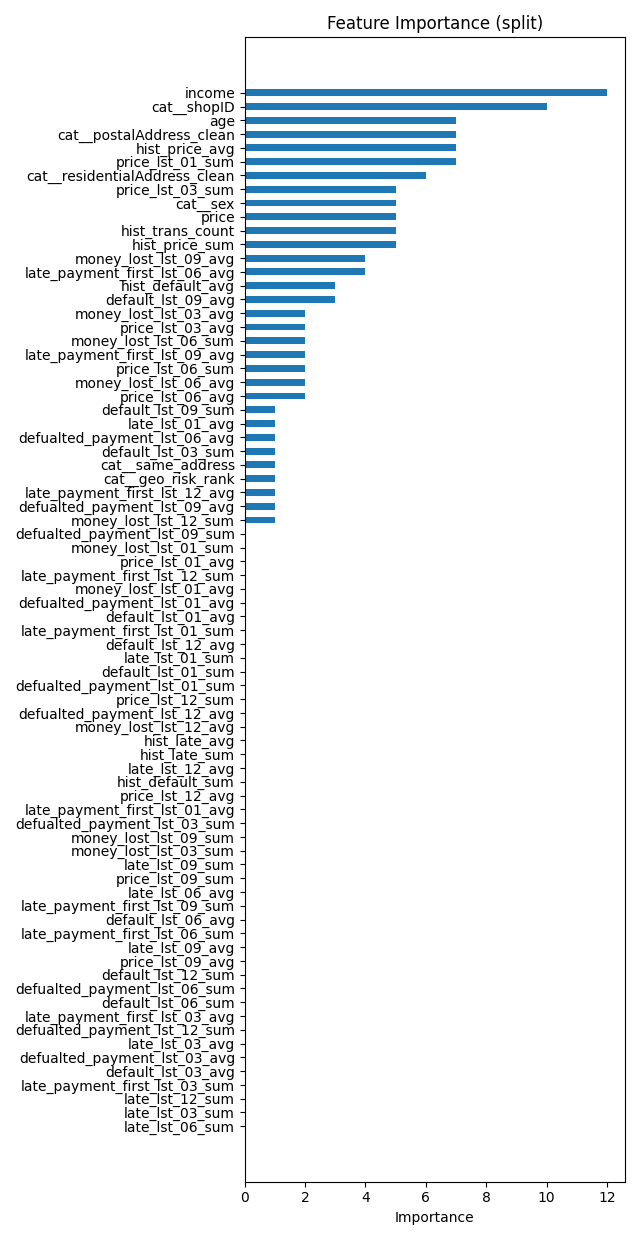 Feature Importance (split)
income
cat__shopID
age
cat__postalAddress_clean
hist_price_avg
price_lst_01_sum
cat__residentialAddress_clean
price_lst_03_sum
cat__sex
price
hist_trans_count
hist_price_sum
money_lost_lst_09_avg
late_payment_first_lst_06_avg
hist_default_avg
default_lst_09_avg
money_lost_lst_03_avg
price_lst_03_avg
money_lost_lst_06_sum
late_payment_first_lst_09_avg
price_lst_06_sum
money_lost_lst_06_avg
price_lst_06_avg
default_lst_09_sum
late_lst_01_avg
defualted_payment_lst_06_avg
default_lst_03_sum
cat__same_address
cat__geo_risk_rank
late_payment_first_lst_12_avg
defualted_payment_lst_09_avg
money_lost_lst_12_sum
defualted_payment_lst_09_sum
money_lost_lst_01_sum
price_lst_01_avg
late_payment_first_lst_12_sum
money_lost_lst_01_avg
defualted_payment_lst_01_avg
default_lst_01_avg
late_payment_first_lst_01_sum
default_lst_12_avg
late_lst_01_sum
default_lst_01_sum
defualted_payment_lst_01_sum
price_lst_12_sum
defualted_payment_lst_12_avg
money_lost_lst_12_avg
hist_late_avg
hist_late_sum
late_lst_12_avg
hist_default_sum
price_lst_12_avg
late_payment_first_lst_01_avg
defualted_payment_lst_03_sum
money_lost_lst_09_sum
money_lost_lst_03_sum
late_lst_09_sum
price_lst_09_sum
late_lst_06_avg
late_payment_first_lst_09_sum
default_lst_06_avg
late_payment_first_lst_06_sum
late_lst_09_avg
price_lst_09_avg
default_lst_12_sum
defualted_payment_lst_06_sum
default_lst_06_sum
late_payment_first_lst_03_avg
defualted_payment_lst_12_sum
late_lst_03_avg
defualted_payment_lst_03_avg
default_lst_03_avg
late_payment_first_lst_03_sum
late_lst_12_sum
late_lst_03_sum
late_lst_06_sum
0 2 4 6 8 10 12
Importance